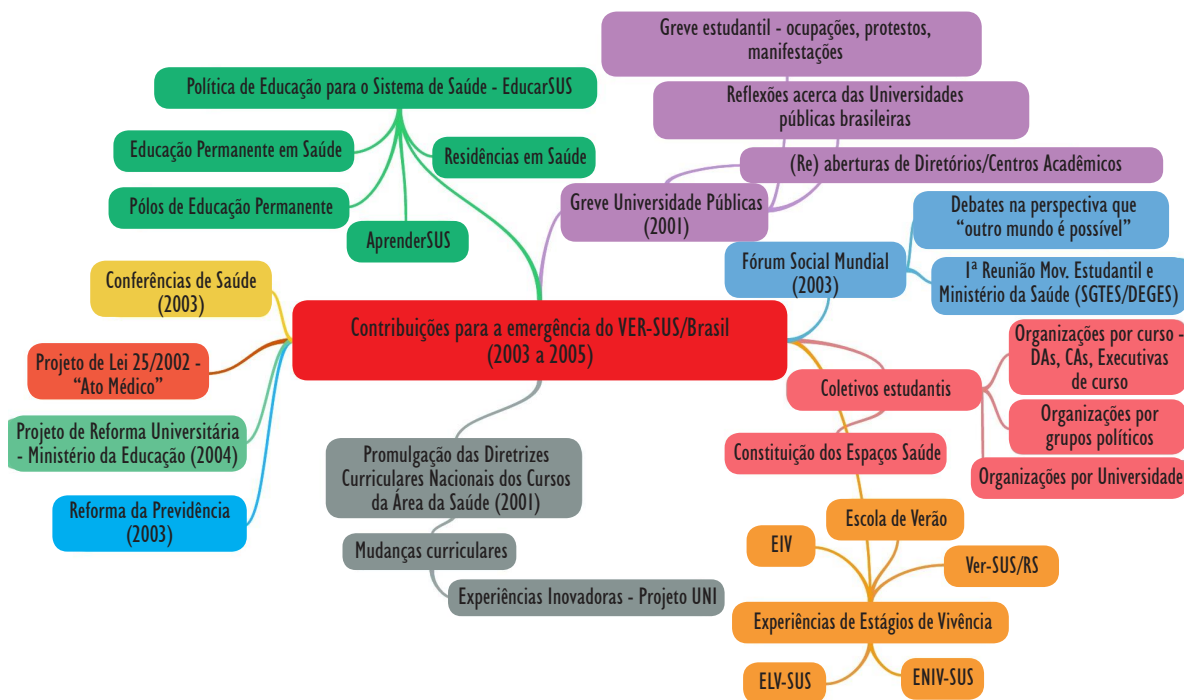 Greve estudantil - ocupações, protestos,
manifestações
Política de Educação para o Sistema de Saúde - EducarSUS
Reflexões acerca das Universidades
públicas brasileiras
Educação Permanente em Saúde
Residências em Saúde
(Re) aberturas de Diretórios/Centros Acadêmicos
Pólos de Educação Permanente
Greve Universidade Públicas
(2001)
AprenderSUS
Debates na perspectiva que
“outro mundo é possível”
Fórum Social Mundial
(2003)
1ª Reunião Mov. Estudantil e
Ministério da Saúde (SGTES/DEGES)
Conferências de Saúde
(2003)
Contribuições para a emergência do VER-SUS/Brasil
(2003 a 2005)
Projeto de Lei 25/2002 -
“Ato Médico”
Organizações por curso -
DAs, CAs, Executivas
de curso
Coletivos estudantis
Projeto de Reforma Universitária
- Ministério da Educação (2004)
Organizações por
grupos políticos
Constituição dos Espaços Saúde
Organizações por Universidade
Promulgação das Diretrizes
Curriculares Nacionais dos Cursos
da Área da Saúde (2001)
Reforma da Previdência
(2003)
Mudanças curriculares
Experiências Inovadoras - Projeto UNI
Escola de Verão
EIV
Ver-SUS/RS
Experiências de Estágios de Vivência
ELV-SUS
ENIV-SUS